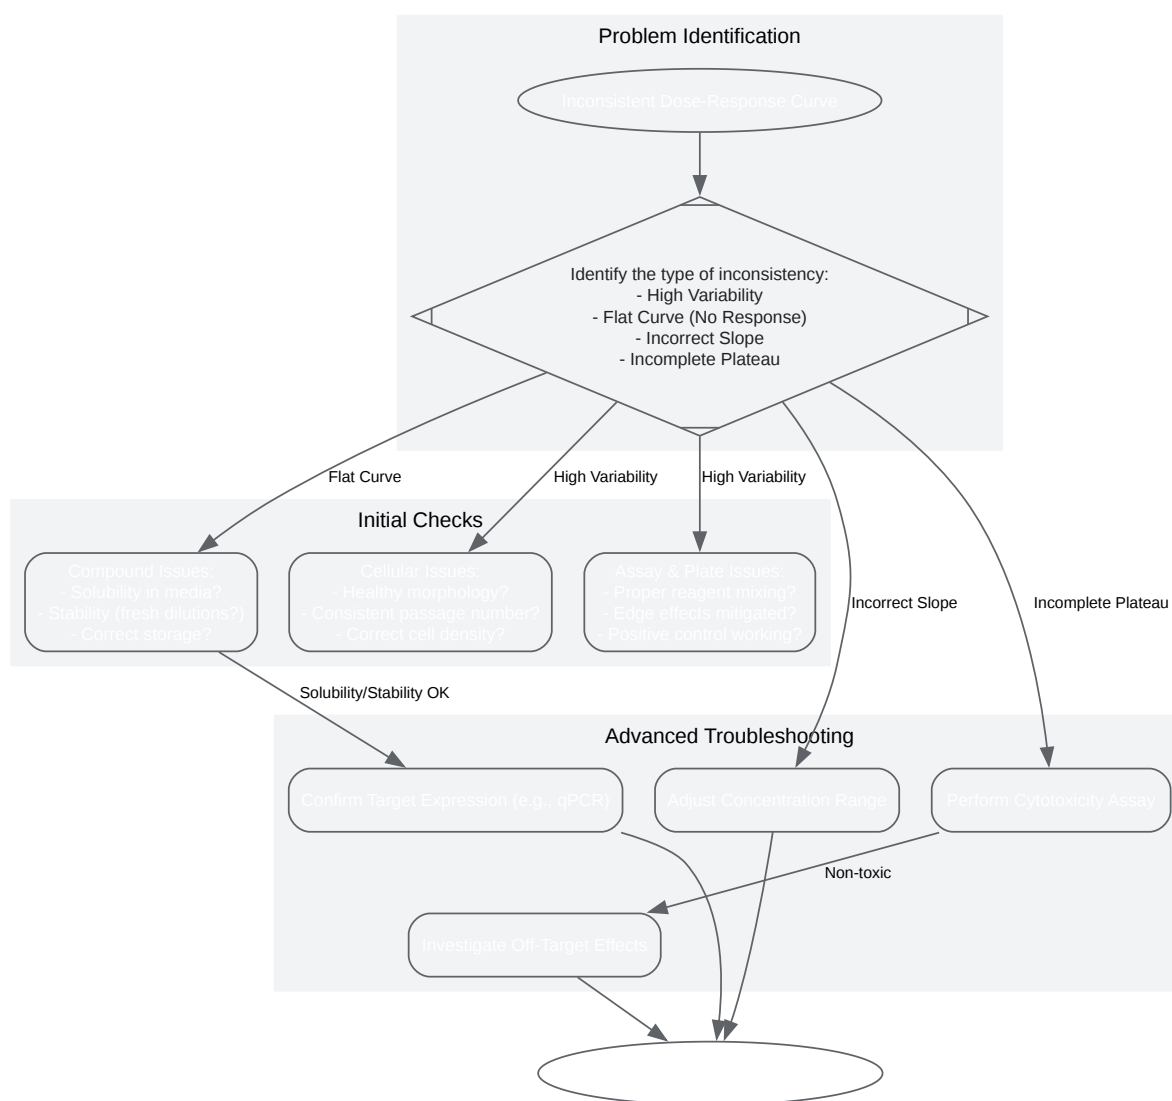 Problem Identification
Inconsistent Dose-Response Curve
Identify the type of inconsistency:
- High Variability
- Flat Curve (No Response)
- Incorrect Slope
- Incomplete Plateau
Flat Curve
High Variability
High Variability
Initial Checks
Compound Issues:
- Solubility in media?
- Stability (fresh dilutions?)
- Correct storage?
Cellular Issues:
- Healthy morphology?
- Consistent passage number?
- Correct cell density?
Assay & Plate Issues:
- Proper reagent mixing?
- Edge effects mitigated?
- Positive control working?
Incorrect Slope
Incomplete Plateau
Solubility/Stability OK
Advanced Troubleshooting
Confirm Target Expression (e.g., qPCR)
Adjust Concentration Range
Perform Cytotoxicity Assay
Non-toxic
Investigate Off-Target Effects